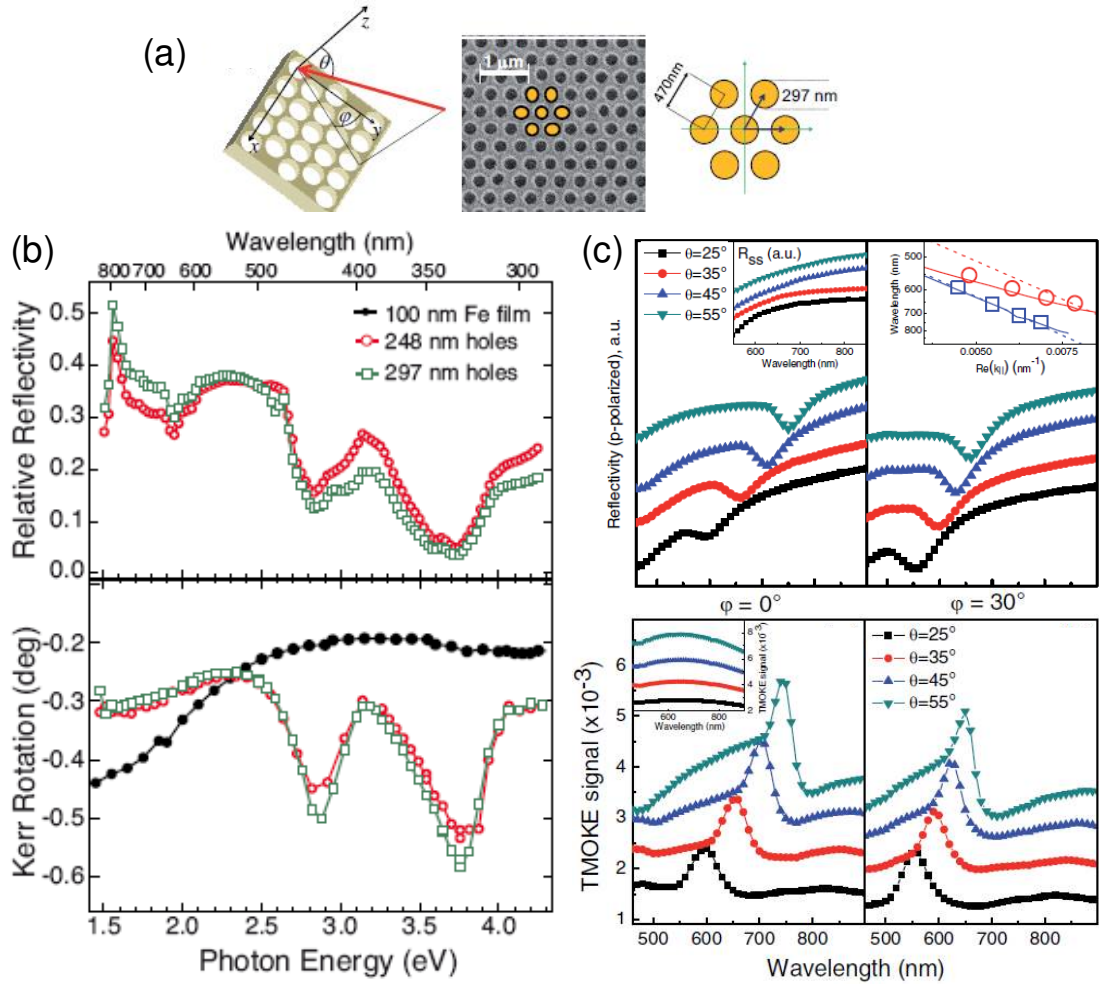 (a)
z
θ
φ
y
x
1 μm
470nm
297 nm
(b)
Wavelength (nm)
800 700 600 500 400 350 300
Relative Reflectivity
0.5
0.4
0.3
0.2
0.1
0.0
100 nm Fe film
248 nm holes
297 nm holes
Kerr Rotation (deg)
-0.2
-0.3
-0.4
-0.5
-0.6
1.5 2.0 2.5 3.0 3.5 4.0
Photon Energy (eV)
(c)
Reflectivity (p-polarized), a.u.
θ=25°
θ=35°
θ=45°
θ=55°
Rss (a.u.)
600 700 800
Wavelength (nm)
Wavelength (nm)
500
600
700
800
0.0050 0.0075
Re(k||) (nm-1)
φ = 0° φ = 30°
TMOKE signal (x10-3)
6
5
4
3
2
1
TMOKE signal (x10-3)
8
6
4
2
600 700 800
Wavelength (nm)
θ=25°
θ=35°
θ=45°
θ=55°
500 600 700 800 500 600 700 800
Wavelength (nm)